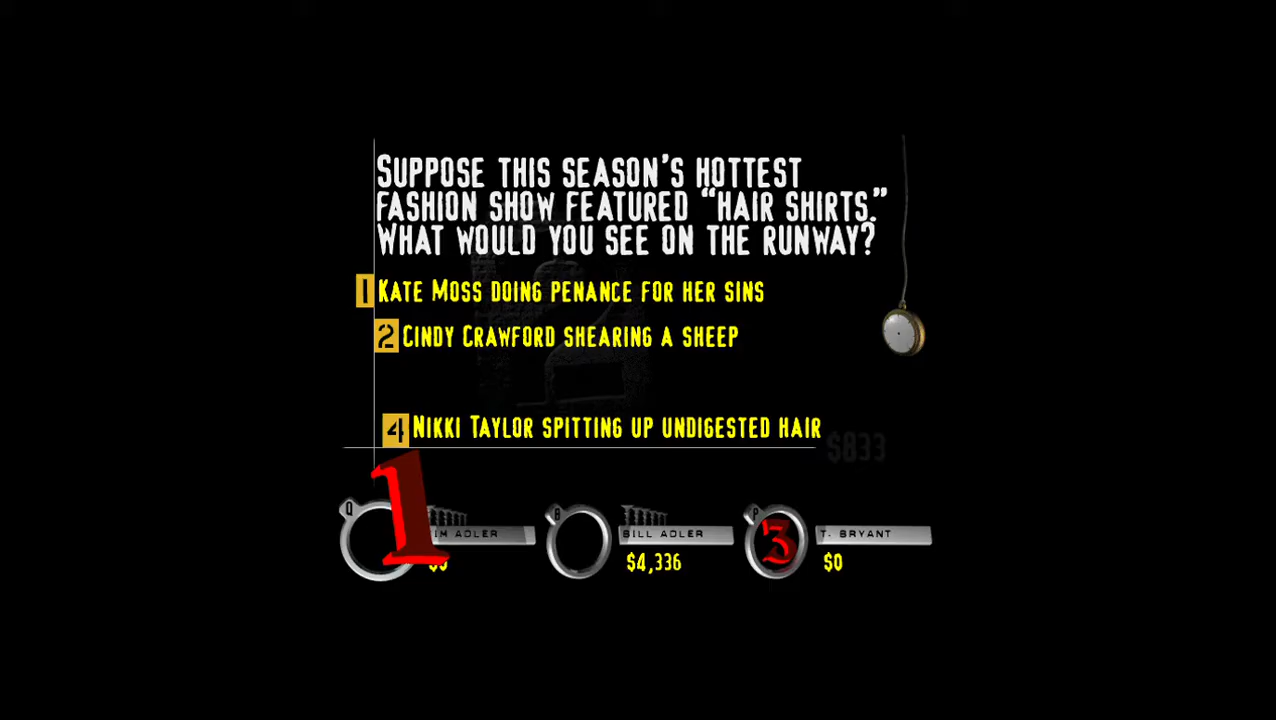 SUPPOSE THIS SEASON'S HOTTEST
FASHION SHOW FEATURED “HAIR SHIRTS.”
WHAT WOULD YOU SEE ON THE RUNWAY?
1 KATE MOSS DOING PENANCE FOR HER SINS
2 CINDY CRAWFORD SHEARING A SHEEP
4 NIKKI TAYLOR SPITTING UP UNDIGESTED HAIR
$833
1
Q
ADLER
B
BILL ADLER
$4,336
P
3
T. BRYANT
$0